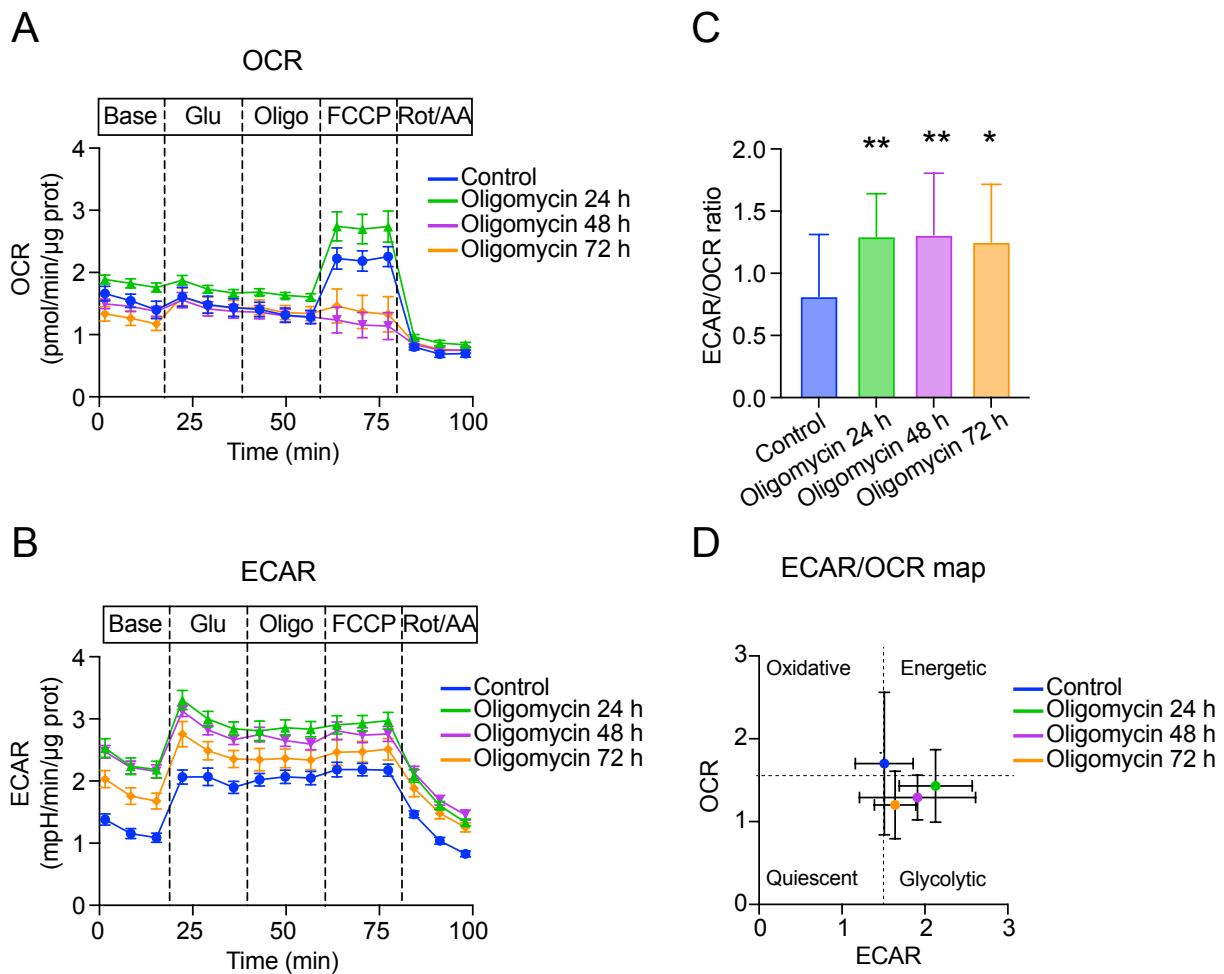 A
OCR
Base Glu Oligo FCCP Rot/AA
4
3
2
1
0
OCR
(pmol/min/µg prot)
0 25 50 75 100
Time (min)
Control
Oligomycin 24 h
Oligomycin 48 h
Oligomycin 72 h
C
2.0
1.5
1.0
0.5
0.0
ECAR/OCR ratio
** ** *
Control
Oligomycin 24 h
Oligomycin 48 h
Oligomycin 72 h
B
ECAR
Base Glu Oligo FCCP Rot/AA
4
3
2
1
0
ECAR
(mpH/min/µg prot)
0 25 50 75 100
Time (min)
Control
Oligomycin 24 h
Oligomycin 48 h
Oligomycin 72 h
D
ECAR/OCR map
3
2
1
0
OCR
Oxidative Energetic
Quiescent Glycolytic
0 1 2 3
ECAR
Control
Oligomycin 24 h
Oligomycin 48 h
Oligomycin 72 h